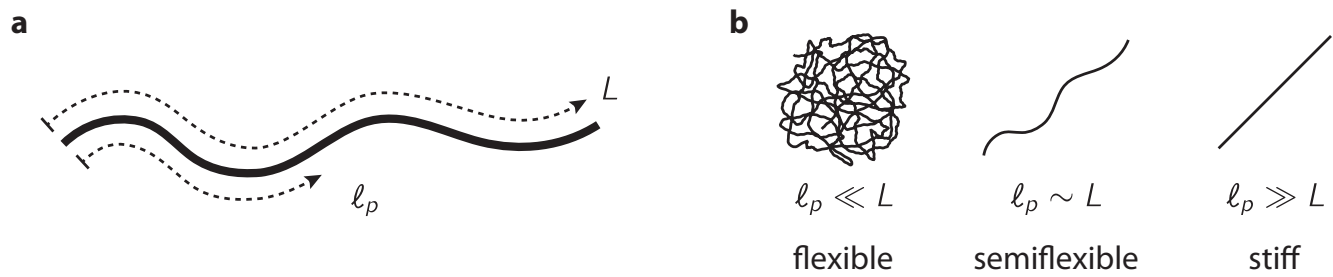 a
L
ℓp
b
ℓp ≪ L
ℓp ∼ L
ℓp ≫ L
flexible
semiflexible
stiff